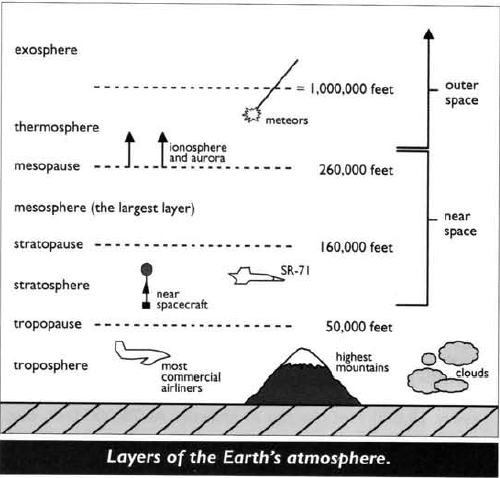 exosphere
= 1,000,000 feet
outer
space
meteors
thermosphere
ionosphere
and aurora
mesopause
260,000 feet
mesosphere (the largest layer)
near
space
stratopause
160,000 feet
SR-71
stratosphere
near
spacecraft
tropopause
50,000 feet
troposphere
most
commercial
airliners
highest
mountains
clouds
Layers of the Earth's atmosphere.